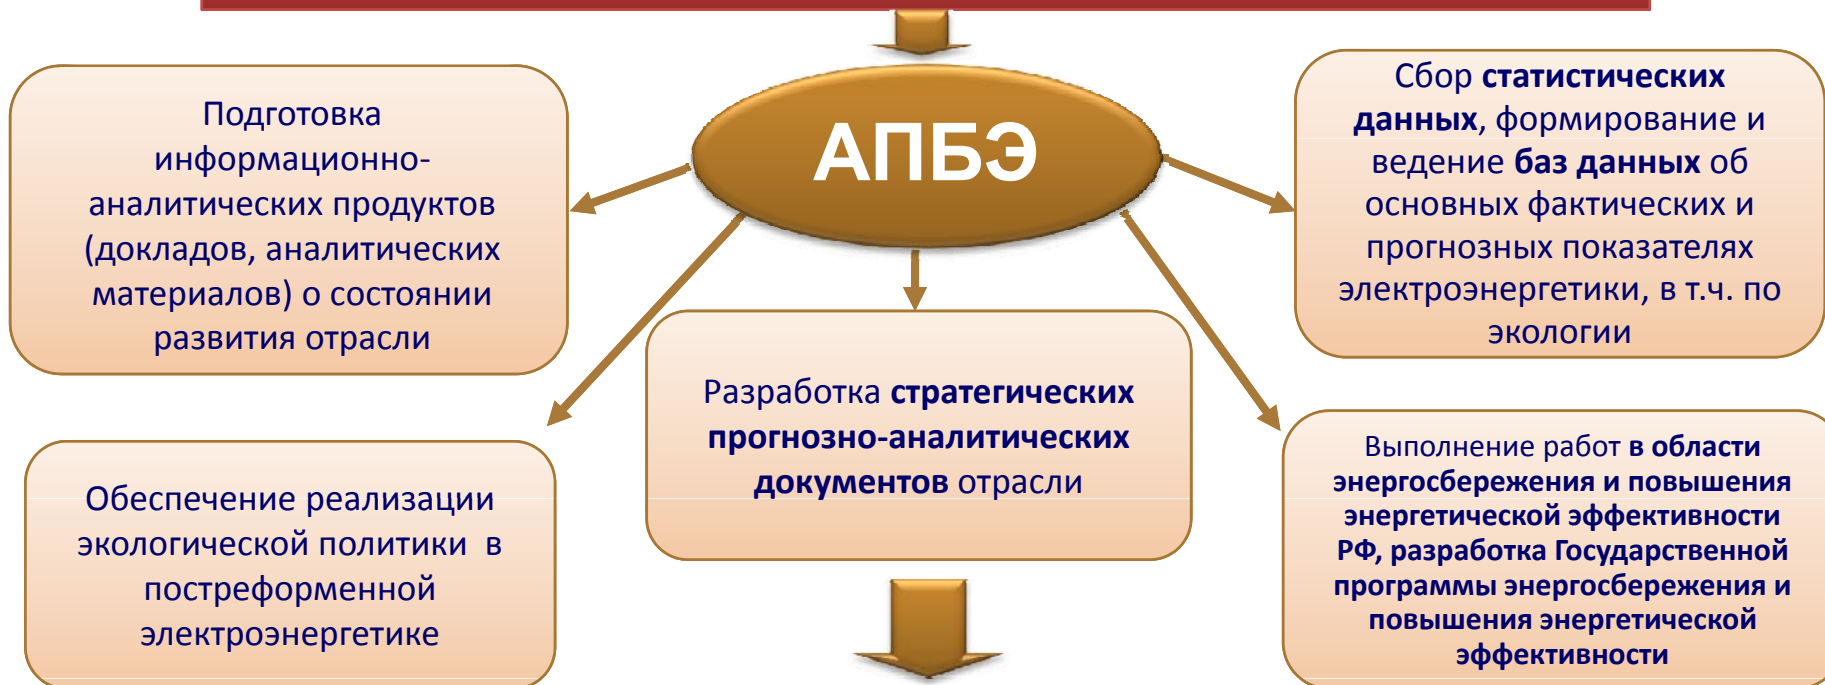 АПБЭ
Подготовка
информационно-
аналитических продуктов
(докладов, аналитических
материалов) о состоянии
развития отрасли
Сбор статистических
данных, формирование и
ведение баз данных об
основных фактических и
прогнозных показателях
электроэнергетики, в т.ч. по
экологии
Обеспечение реализации
экологической политики в
постреформенной
электроэнергетике
Разработка стратегических
прогнозно-аналитических
документов отрасли
Выполнение работ в области
энергосбережения и повышения
энергетической эффективности
РФ, разработка Государственной
программы энергосбережения и
повышения энергетической
эффективности